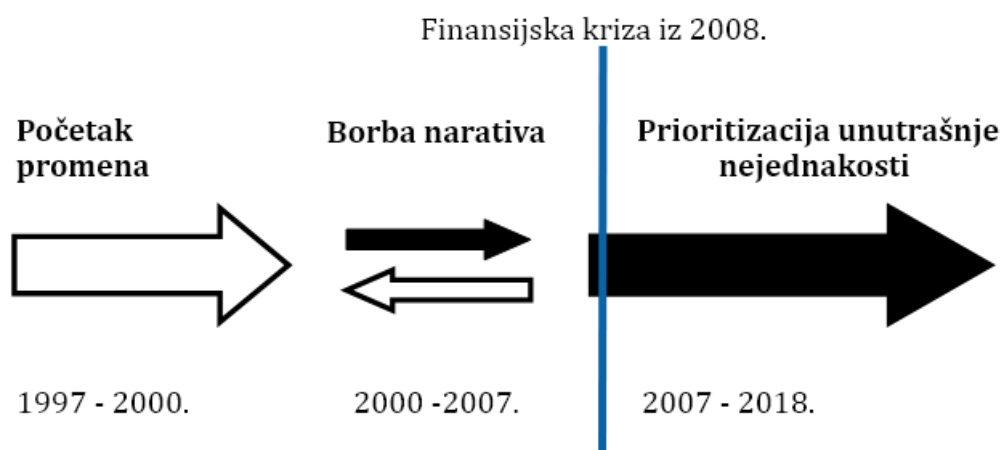 Finansijska kriza iz 2008.
Početak
promena
Borba narativa
Prioritizacija unutrašnje
nejednakosti
1997 - 2000.
2000 -2007.
2007 - 2018.